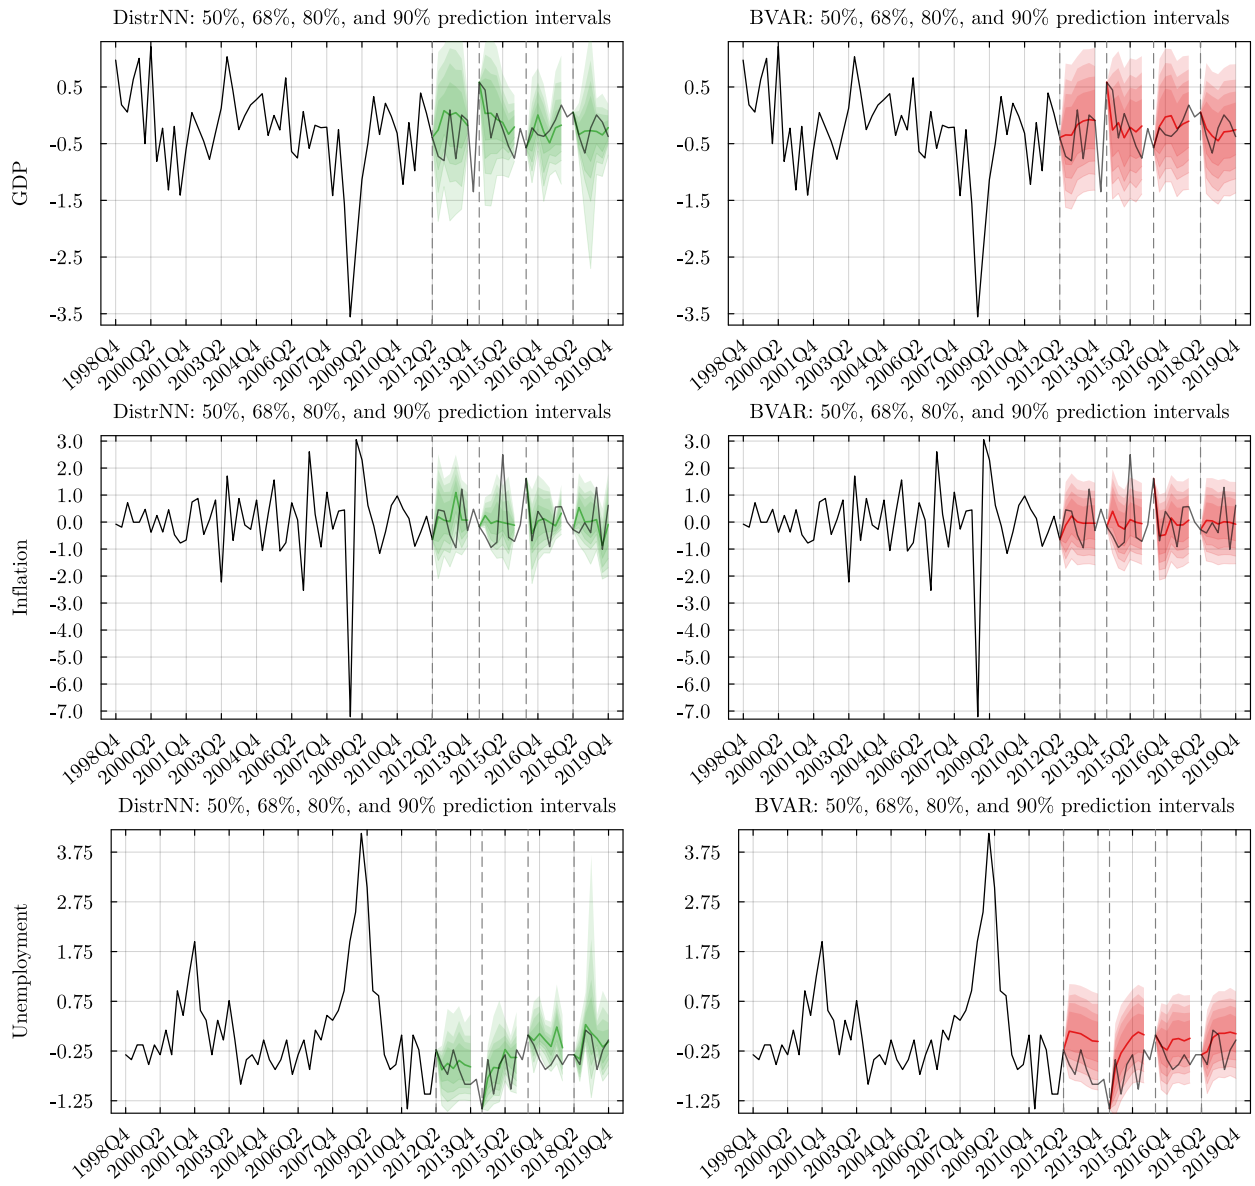 DistrNN: 50%, 68%, 80%, and 90% prediction intervals
BVAR: 50%, 68%, 80%, and 90% prediction intervals
GDP
0.5
-0.5
-1.5
-2.5
-3.5
0.5
-0.5
-1.5
-2.5
-3.5
1998Q4 2000Q2 2001Q4 2003Q2 2004Q4 2006Q2 2007Q4 2009Q2 2010Q4 2012Q2 2013Q4 2015Q2 2016Q4 2018Q2 2019Q4
1998Q4 2000Q2 2001Q4 2003Q2 2004Q4 2006Q2 2007Q4 2009Q2 2010Q4 2012Q2 2013Q4 2015Q2 2016Q4 2018Q2 2019Q4
DistrNN: 50%, 68%, 80%, and 90% prediction intervals
BVAR: 50%, 68%, 80%, and 90% prediction intervals
Inflation
3.0
2.0
1.0
0.0
-1.0
-2.0
-3.0
-4.0
-5.0
-6.0
-7.0
3.0
2.0
1.0
0.0
-1.0
-2.0
-3.0
-4.0
-5.0
-6.0
-7.0
1998Q4 2000Q2 2001Q4 2003Q2 2004Q4 2006Q2 2007Q4 2009Q2 2010Q4 2012Q2 2013Q4 2015Q2 2016Q4 2018Q2 2019Q4
1998Q4 2000Q2 2001Q4 2003Q2 2004Q4 2006Q2 2007Q4 2009Q2 2010Q4 2012Q2 2013Q4 2015Q2 2016Q4 2018Q2 2019Q4
DistrNN: 50%, 68%, 80%, and 90% prediction intervals
BVAR: 50%, 68%, 80%, and 90% prediction intervals
Unemployment
3.75
2.75
1.75
0.75
-0.25
-1.25
3.75
2.75
1.75
0.75
-0.25
-1.25
1998Q4 2000Q2 2001Q4 2003Q2 2004Q4 2006Q2 2007Q4 2009Q2 2010Q4 2012Q2 2013Q4 2015Q2 2016Q4 2018Q2 2019Q4
1998Q4 2000Q2 2001Q4 2003Q2 2004Q4 2006Q2 2007Q4 2009Q2 2010Q4 2012Q2 2013Q4 2015Q2 2016Q4 2018Q2 2019Q4